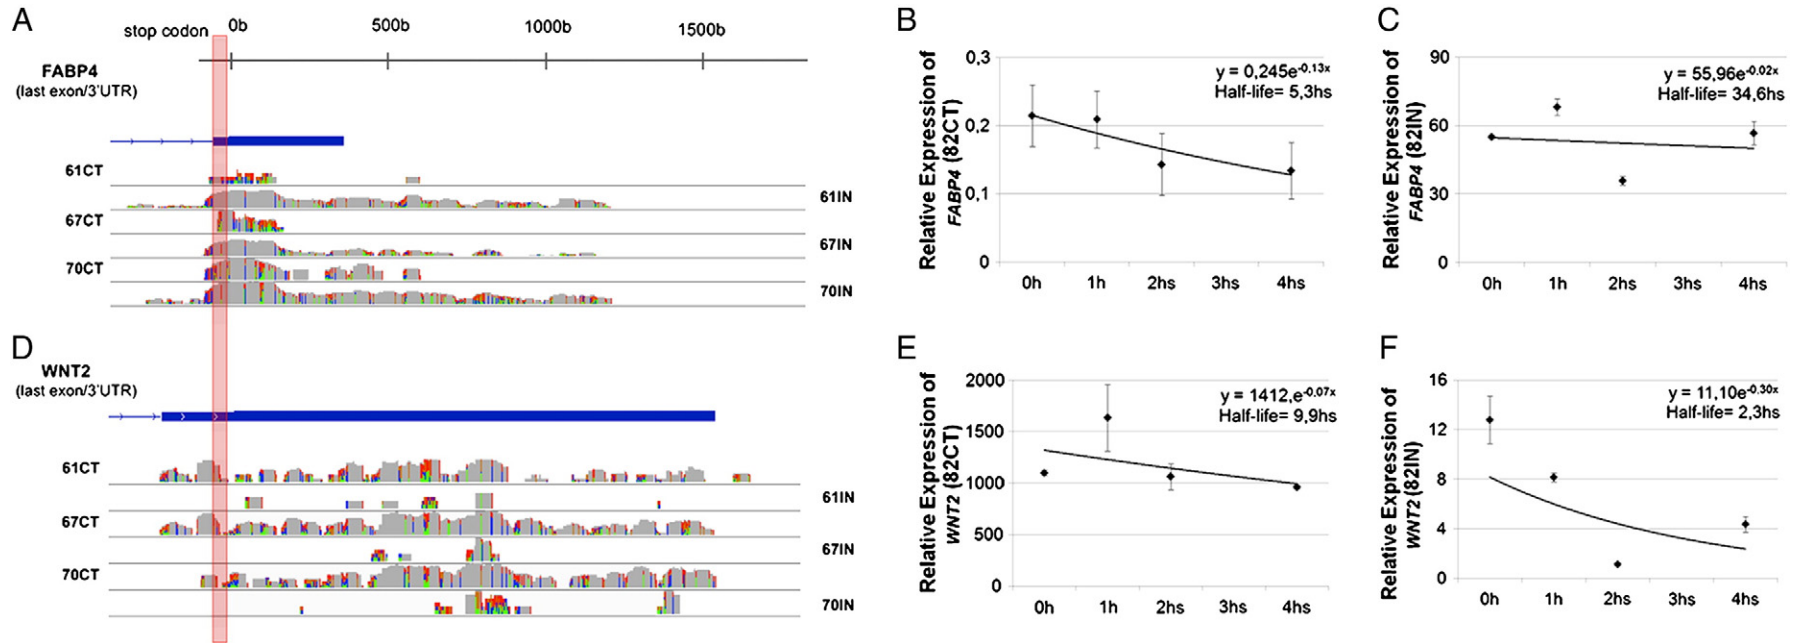 A
stop codon
0b
500b
1000b
1500b
FABP4
(last exon/3'UTR)
61CT
61IN
67CT
67IN
70CT
70IN
B
Relative Expression of
FABP4 (82CT)
0,3
0,2
0,1
0
y = 0,245e-0.13x
Half-life= 5,3hs
0h
1h
2hs
3hs
4hs
C
Relative Expression of
FABP4 (82IN)
90
60
30
0
y = 55,96e-0.02x
Half-life= 34,6hs
0h
1h
2hs
3hs
4hs
D
WNT2
(last exon/3'UTR)
61CT
61IN
67CT
67IN
70CT
70IN
E
Relative Expression of
WNT2 (82CT)
2000
1500
1000
500
0
y = 1412,e-0.07x
Half-life= 9,9hs
0h
1h
2hs
3hs
4hs
F
Relative Expression of
WNT2 (82IN)
16
12
8
4
0
y = 11,10e-0.30x
Half-life= 2,3hs
0h
1h
2hs
3hs
4hs